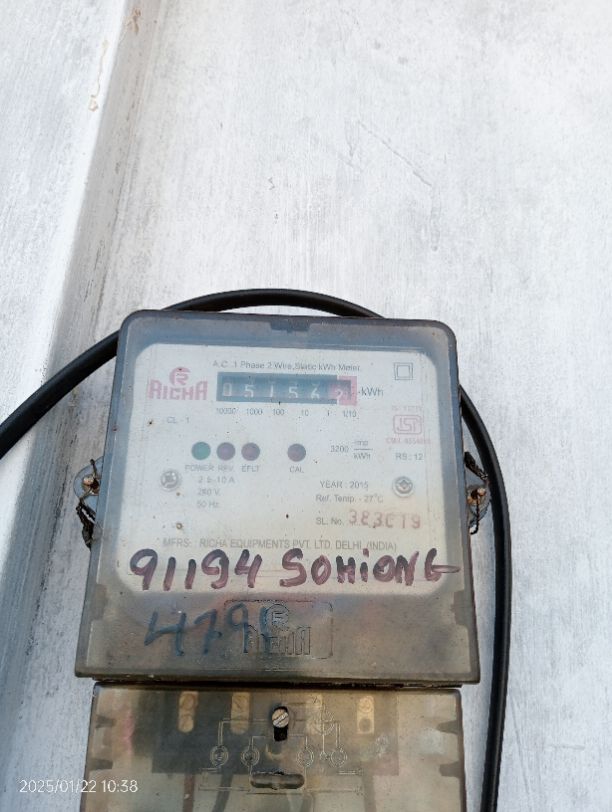 A.C. 1 Phase 2 Wire, Static kWh Meter.
RICHA
kWh
10000 1000 100 10 1 1/10
CL - 1
3200 imp/kWh
RS : 12
POWER REV. EFLT CAL
2.5-10 A
240 V.
50 Hz.
YEAR : 2015
Ref. Temp. - 27°C
SL. No.
MFRS- : RICHA EQUIPMENTS PVT. LTD. DELHI, (INDIA)
91194 SOHIONG
RICHA
2025/01/22 10:38